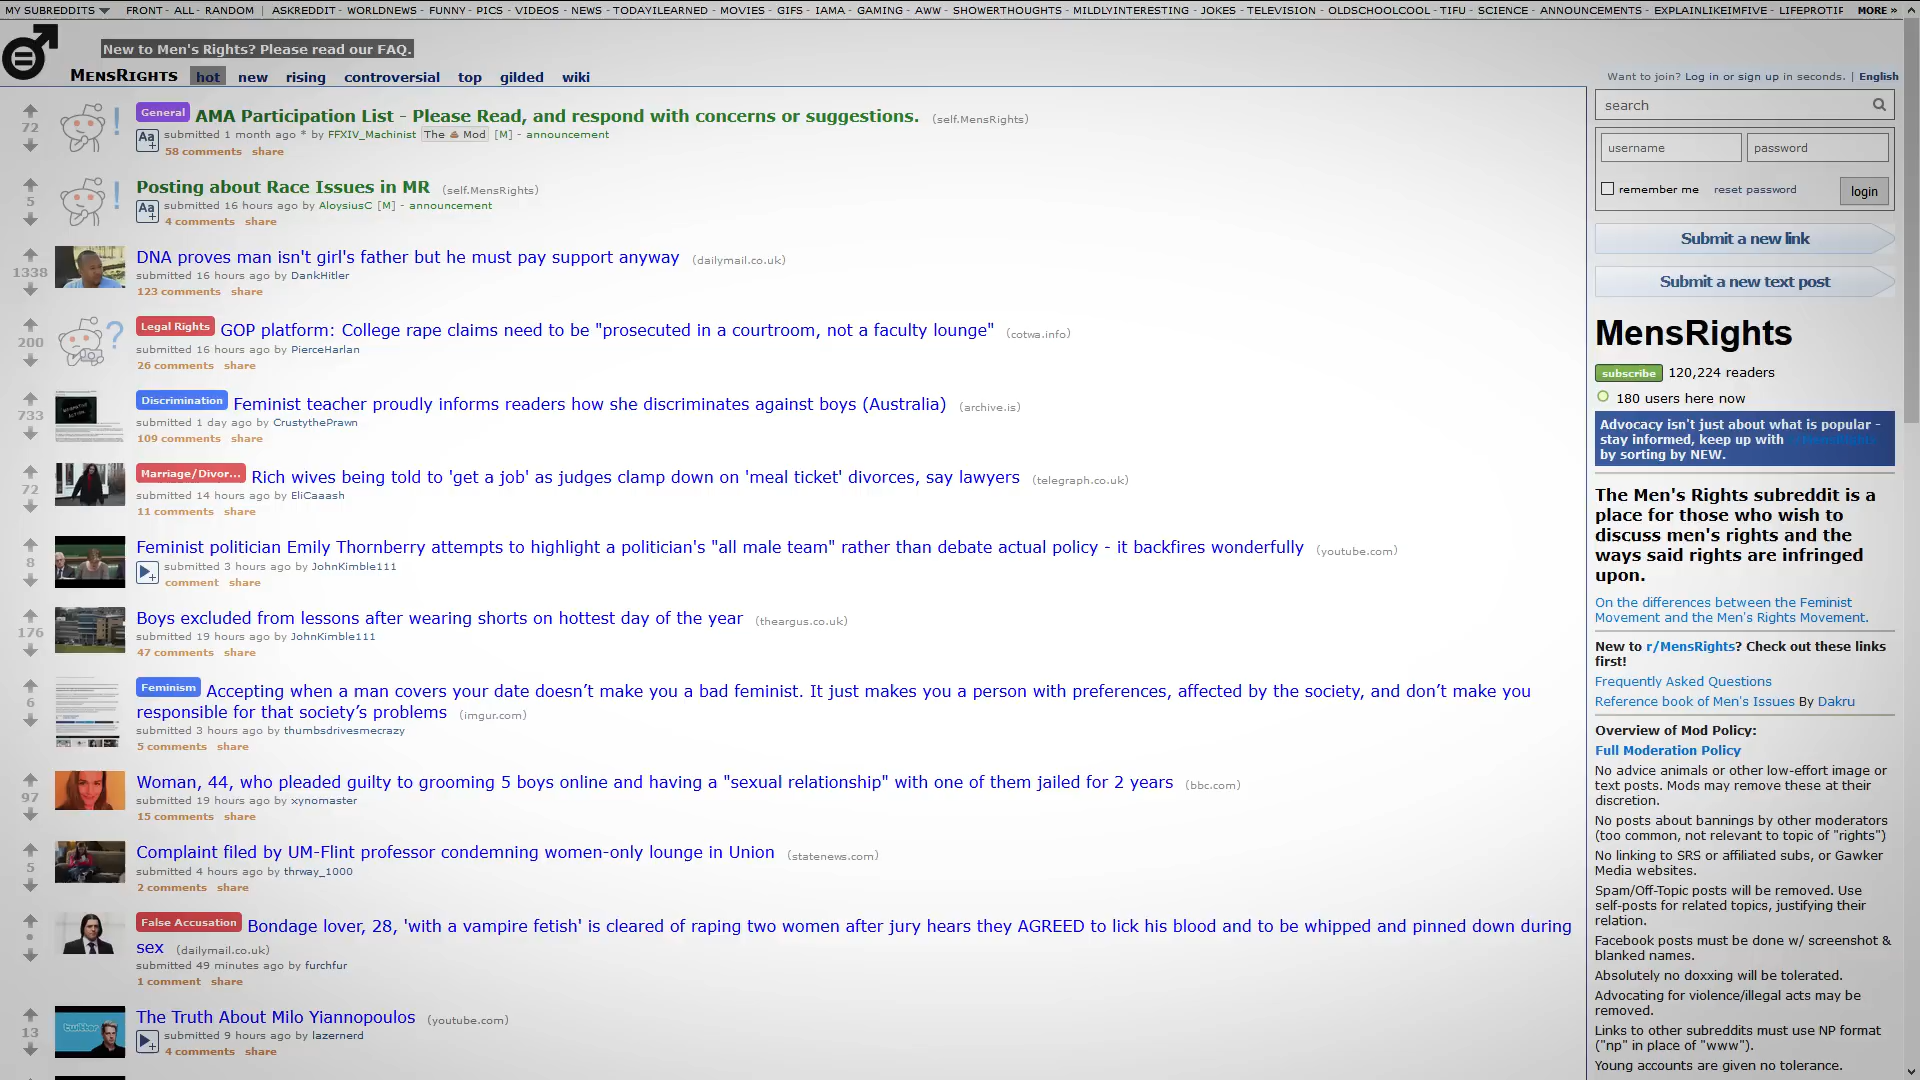 MY SUBREDDITS FRONT - ALL - RANDOM | ASKREDDIT - WORLDNEWS - FUNNY - PICS - VIDEOS - NEWS - TODAYILEARNED - MOVIES - GIFS - IAMA - GAMING - AWW - SHOWERTHOUGHTS - MILDLYINTERESTING - JOKES - TELEVISION - OLDSCHOOLCOOL - TIFU - SCIENCE - ANNOUNCEMENTS - EXPLAINLIKEIMFIVE - LIFEPROTIP MORE »
New to Men's Rights? Please read our FAQ.
MENSRIGHTS hot new rising controversial top gilded wiki
Want to join? Log in or sign up in seconds. | English
72
General AMA Participation List - Please Read, and respond with concerns or suggestions. (self.MensRights)
Aa+ submitted 1 month ago * by FFXIV_Machinist The Mod [M] - announcement
58 comments share
5
Posting about Race Issues in MR (self.MensRights)
Aa+ submitted 16 hours ago by AloysiusC [M] - announcement
4 comments share
1338
DNA proves man isn't girl's father but he must pay support anyway (dailymail.co.uk)
submitted 16 hours ago by DankHitler
123 comments share
200
Legal Rights GOP platform: College rape claims need to be "prosecuted in a courtroom, not a faculty lounge" (cotwa.info)
submitted 16 hours ago by PierceHarlan
26 comments share
733
Discrimination Feminist teacher proudly informs readers how she discriminates against boys (Australia) (archive.is)
submitted 1 day ago by CrustythePrawn
109 comments share
72
Marriage/Divor... Rich wives being told to 'get a job' as judges clamp down on 'meal ticket' divorces, say lawyers (telegraph.co.uk)
submitted 14 hours ago by EliCaaash
11 comments share
8
Feminist politician Emily Thornberry attempts to highlight a politician's "all male team" rather than debate actual policy - it backfires wonderfully (youtube.com)
submitted 3 hours ago by JohnKimble111
comment share
176
Boys excluded from lessons after wearing shorts on hottest day of the year (theargus.co.uk)
submitted 19 hours ago by JohnKimble111
47 comments share
6
Feminism Accepting when a man covers your date doesn't make you a bad feminist. It just makes you a person with preferences, affected by the society, and don't make you
responsible for that society's problems (imgur.com)
submitted 3 hours ago by thumbsdrivesmecrazy
5 comments share
97
Woman, 44, who pleaded guilty to grooming 5 boys online and having a "sexual relationship" with one of them jailed for 2 years (bbc.com)
submitted 19 hours ago by xynomaster
15 comments share
5
Complaint filed by UM-Flint professor condemning women-only lounge in Union (statenews.com)
submitted 4 hours ago by thrway_1000
2 comments share
•
False Accusation Bondage lover, 28, 'with a vampire fetish' is cleared of raping two women after jury hears they AGREED to lick his blood and to be whipped and pinned down during
sex (dailymail.co.uk)
submitted 49 minutes ago by furchfur
1 comment share
13
twitter
The Truth About Milo Yiannopoulos (youtube.com)
submitted 9 hours ago by lazernerd
4 comments share
search
username password
remember me reset password login
Submit a new link
Submit a new text post
MensRights
subscribe 120,224 readers
180 users here now
Advocacy isn't just about what is popular -
stay informed, keep up with
by sorting by NEW.
The Men's Rights subreddit is a
place for those who wish to
discuss men's rights and the
ways said rights are infringed
upon.
On the differences between the Feminist
Movement and the Men's Rights Movement.
New to r/MensRights? Check out these links
first!
Frequently Asked Questions
Reference book of Men's Issues By Dakru
Overview of Mod Policy:
Full Moderation Policy
No advice animals or other low-effort image or
text posts. Mods may remove these at their
discretion.
No posts about bannings by other moderators
(too common, not relevant to topic of "rights")
No linking to SRS or affiliated subs, or Gawker
Media websites.
Spam/Off-Topic posts will be removed. Use
self-posts for related topics, justifying their
relation.
Facebook posts must be done w/ screenshot &
blanked names.
Absolutely no doxxing will be tolerated.
Advocating for violence/illegal acts may be
removed.
Links to other subreddits must use NP format
("np" in place of "www").
Young accounts are given no tolerance.